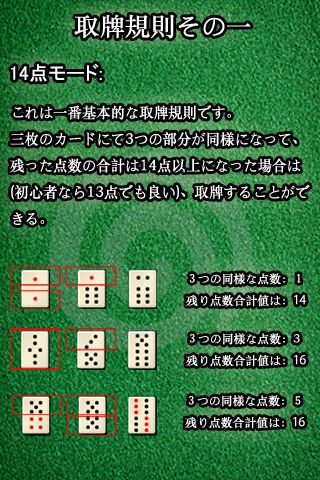 取牌規則その一
14点モード:
これは一番基本的な取牌規則です。
三枚のカードにて3つの部分が同様になって、
残った点数の合計は14点以上になった場合は
(初心者なら13点でも良い)、取牌することがで
きる。
3つの同様な点数: 1
残り点数合計値は: 14
3つの同様な点数: 3
残り点数合計値は: 16
3つの同様な点数: 5
残り点数合計値は: 16